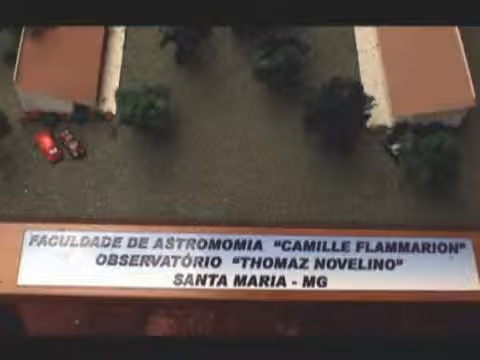 FACULDADE DE ASTROMOMIA "CAMILLE FLAMMARION"
OBSERVATÓRIO "THOMAZ NOVELINO"
SANTA MARIA - MG